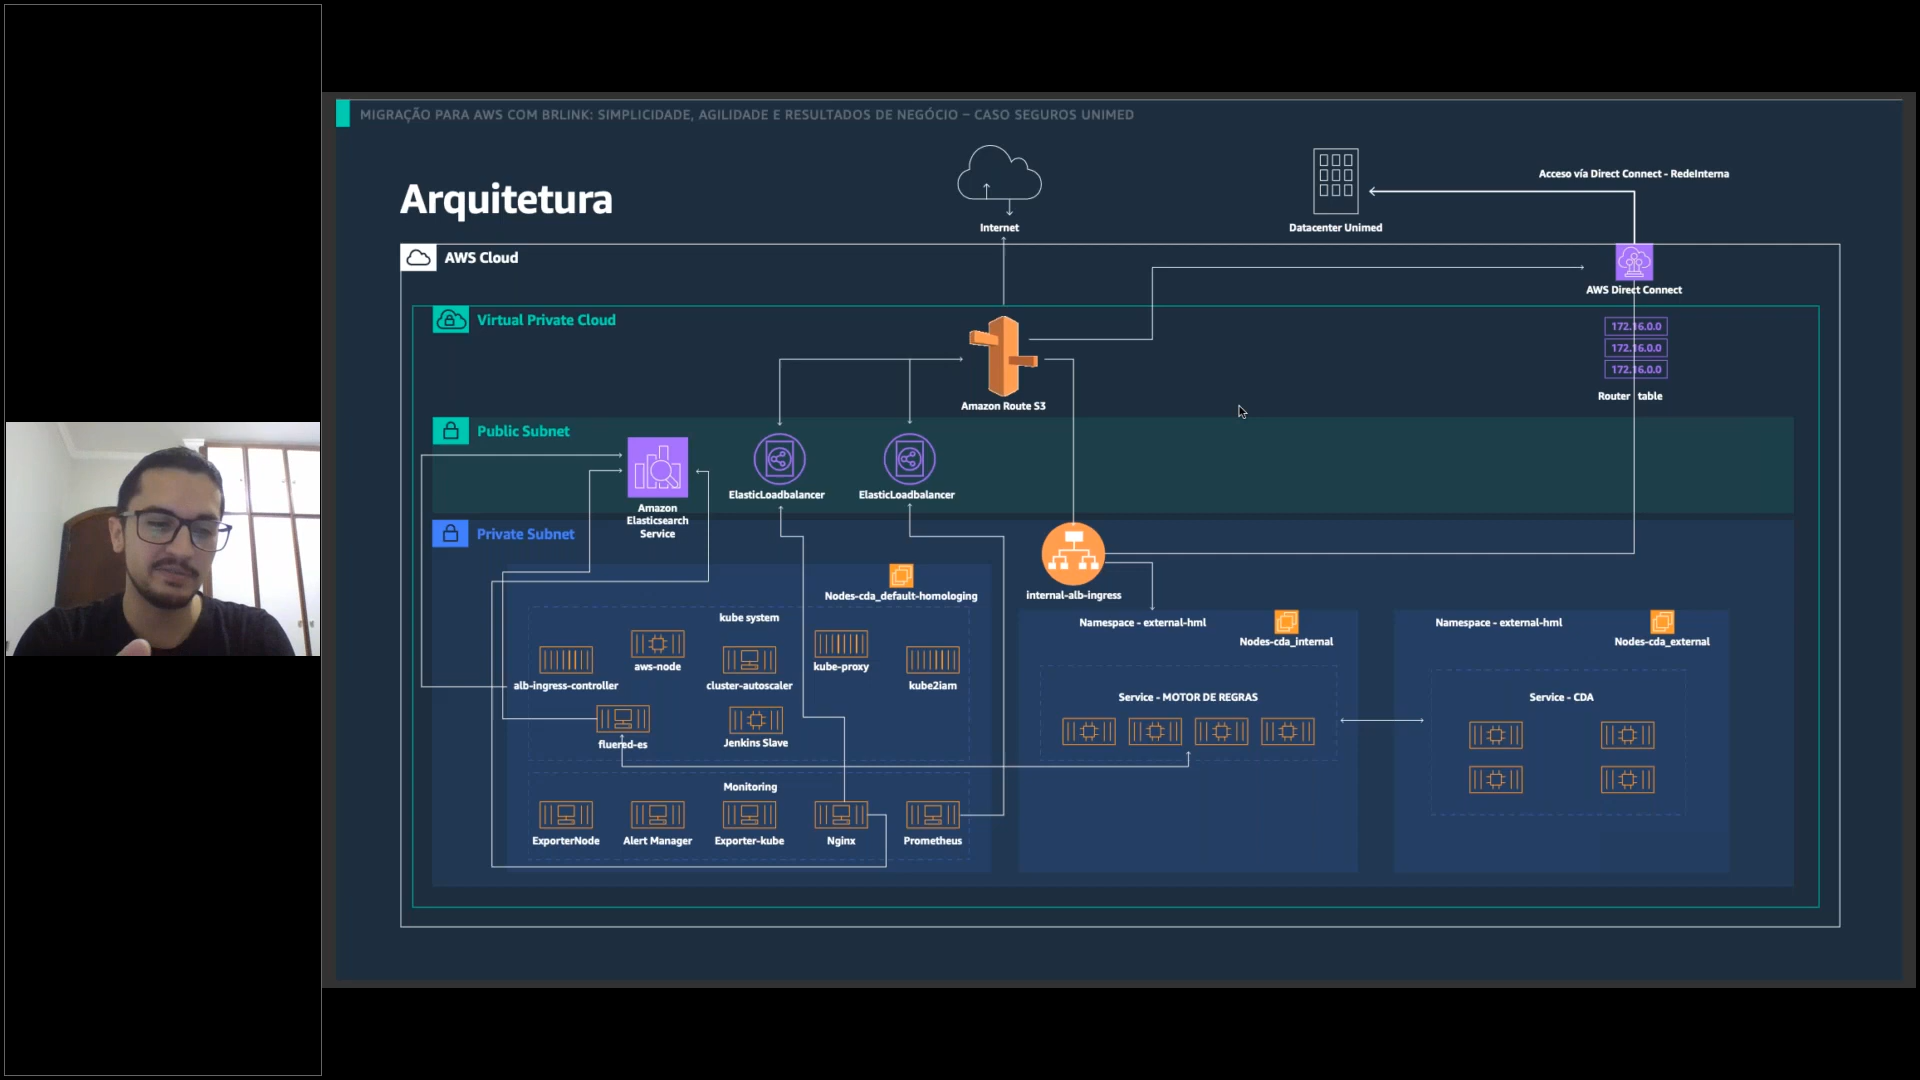 MIGRAÇÃO PARA AWS COM BRLINK: SIMPLICIDADE, AGILIDADE E RESULTADOS DE NEGÓCIO – CASO SEGUROS UNIMED
Arquitetura
Internet
Datacenter Unimed
Acceso vía Direct Connect - RedeInterna
AWS Cloud
AWS Direct Connect
Virtual Private Cloud
172.16.0.0
172.16.0.0
172.16.0.0
Router table
Amazon Route S3
Public Subnet
ElasticLoadbalancer
ElasticLoadbalancer
Amazon
Elasticsearch
Service
Private Subnet
internal-alb-ingress
Nodes-cda_default-homologing
kube system
aws-node
kube-proxy
alb-ingress-controller
cluster-autoscaler
kube2iam
fluered-es
Jenkins Slave
Monitoring
ExporterNode
Alert Manager
Exporter-kube
Nginx
Prometheus
Namespace - external-hml
Nodes-cda_internal
Service - MOTOR DE REGRAS
Namespace - external-hml
Nodes-cda_external
Service - CDA